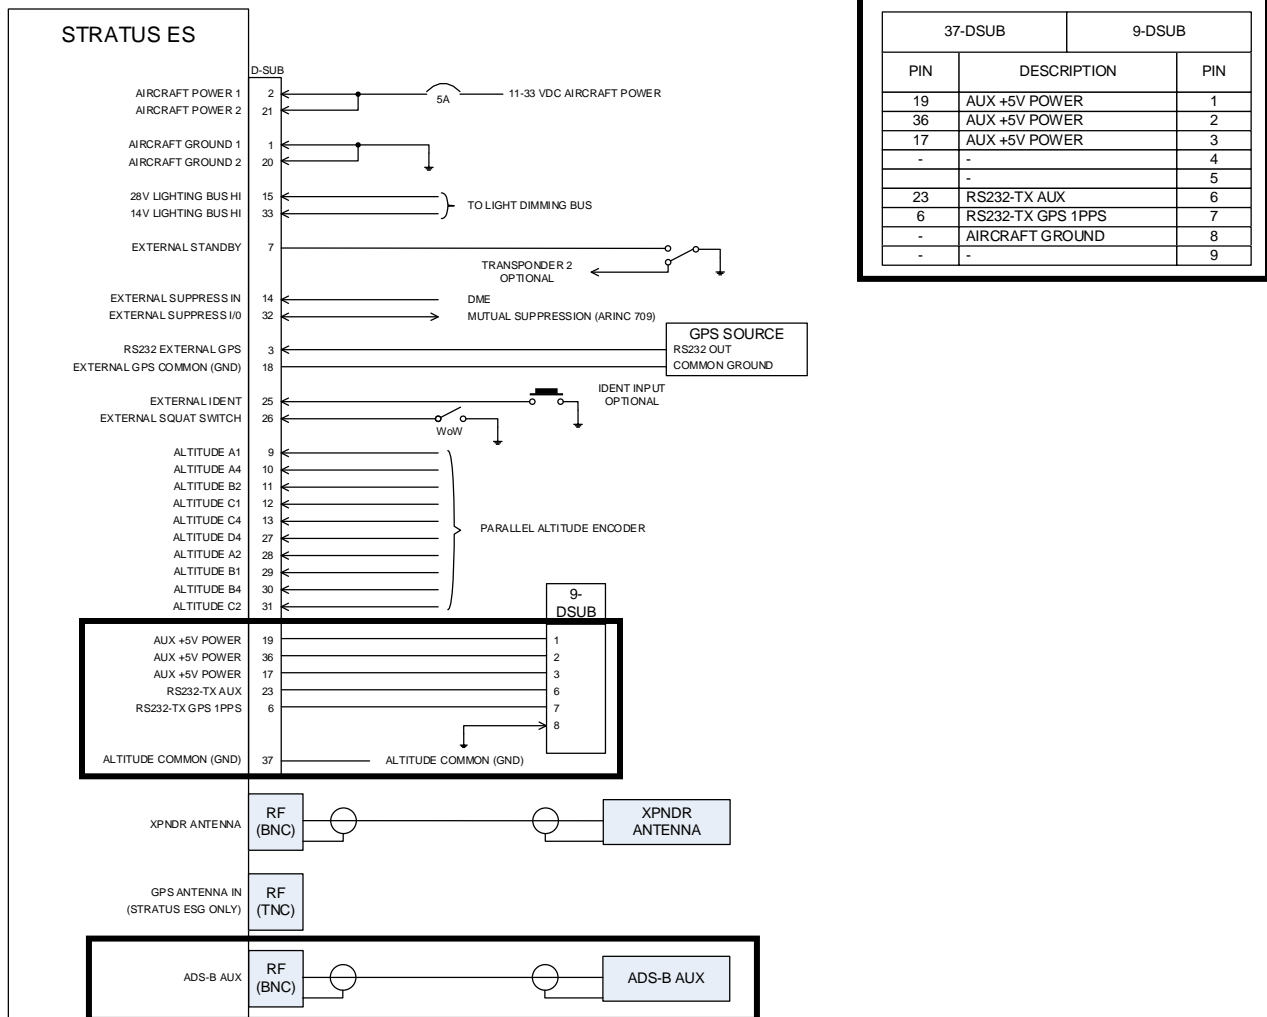 STRATUS ES
D-SUB
AIRCRAFT POWER 1 2 5A 11-33 VDC AIRCRAFT POWER
AIRCRAFT POWER 2 21
AIRCRAFT GROUND 1 1
AIRCRAFT GROUND 2 20
28V LIGHTING BUS HI 15
14V LIGHTING BUS HI 33
TO LIGHT DIMMING BUS
EXTERNAL STANDBY 7
TRANSPONDER 2
OPTIONAL
EXTERNAL SUPPRESS IN 14 DME
EXTERNAL SUPPRESS I/0 32 MUTUAL SUPPRESSION (ARINC 709)
GPS SOURCE
RS232 EXTERNAL GPS 3 RS232 OUT
EXTERNAL GPS COMMON (GND) 18 COMMON GROUND
IDENT INPUT
OPTIONAL
EXTERNAL IDENT 25
EXTERNAL SQUAT SWITCH 26
WoW
ALTITUDE A1 9
ALTITUDE A4 10
ALTITUDE B2 11
ALTITUDE C1 12
ALTITUDE C4 13
ALTITUDE D4 27
ALTITUDE A2 28
ALTITUDE B1 29
ALTITUDE B4 30
ALTITUDE C2 31
PARALLEL ALTITUDE ENCODER
9-
DSUB
AUX +5V POWER 19 1
AUX +5V POWER 36 2
AUX +5V POWER 17 3
RS232-TX AUX 23 6
RS232-TX GPS 1PPS 6 7
8
ALTITUDE COMMON (GND) 37 ALTITUDE COMMON (GND)
XPNDR ANTENNA
RF
(BNC)
XPNDR
ANTENNA
GPS ANTENNA IN
(STRATUS ESG ONLY)
RF
(TNC)
ADS-B AUX
RF
(BNC)
ADS-B AUX
37-DSUB 9-DSUB
PIN DESCRIPTION PIN
19 AUX +5V POWER 1
36 AUX +5V POWER 2
17 AUX +5V POWER 3
- - 4
- 5
23 RS232-TX AUX 6
6 RS232-TX GPS 1PPS 7
- AIRCRAFT GROUND 8
- - 9